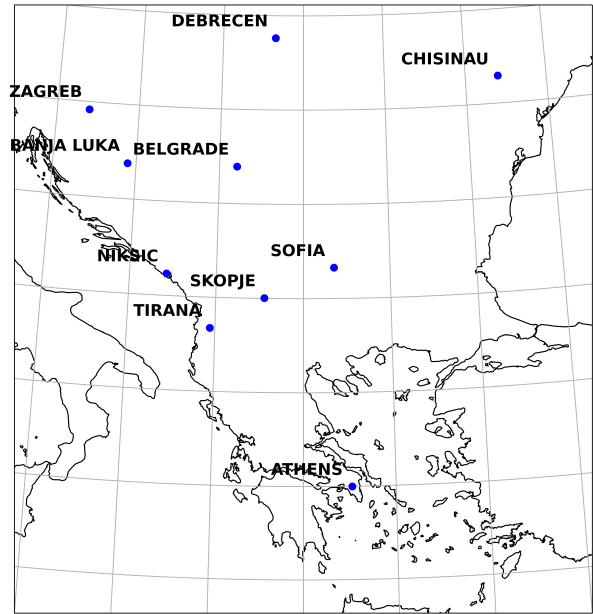 DEBRECEN
CHISINAU
ZAGREB
BANJA LUKA
BELGRADE
NIKSIC
SOFIA
SKOPJE
TIRANA
ATHENS